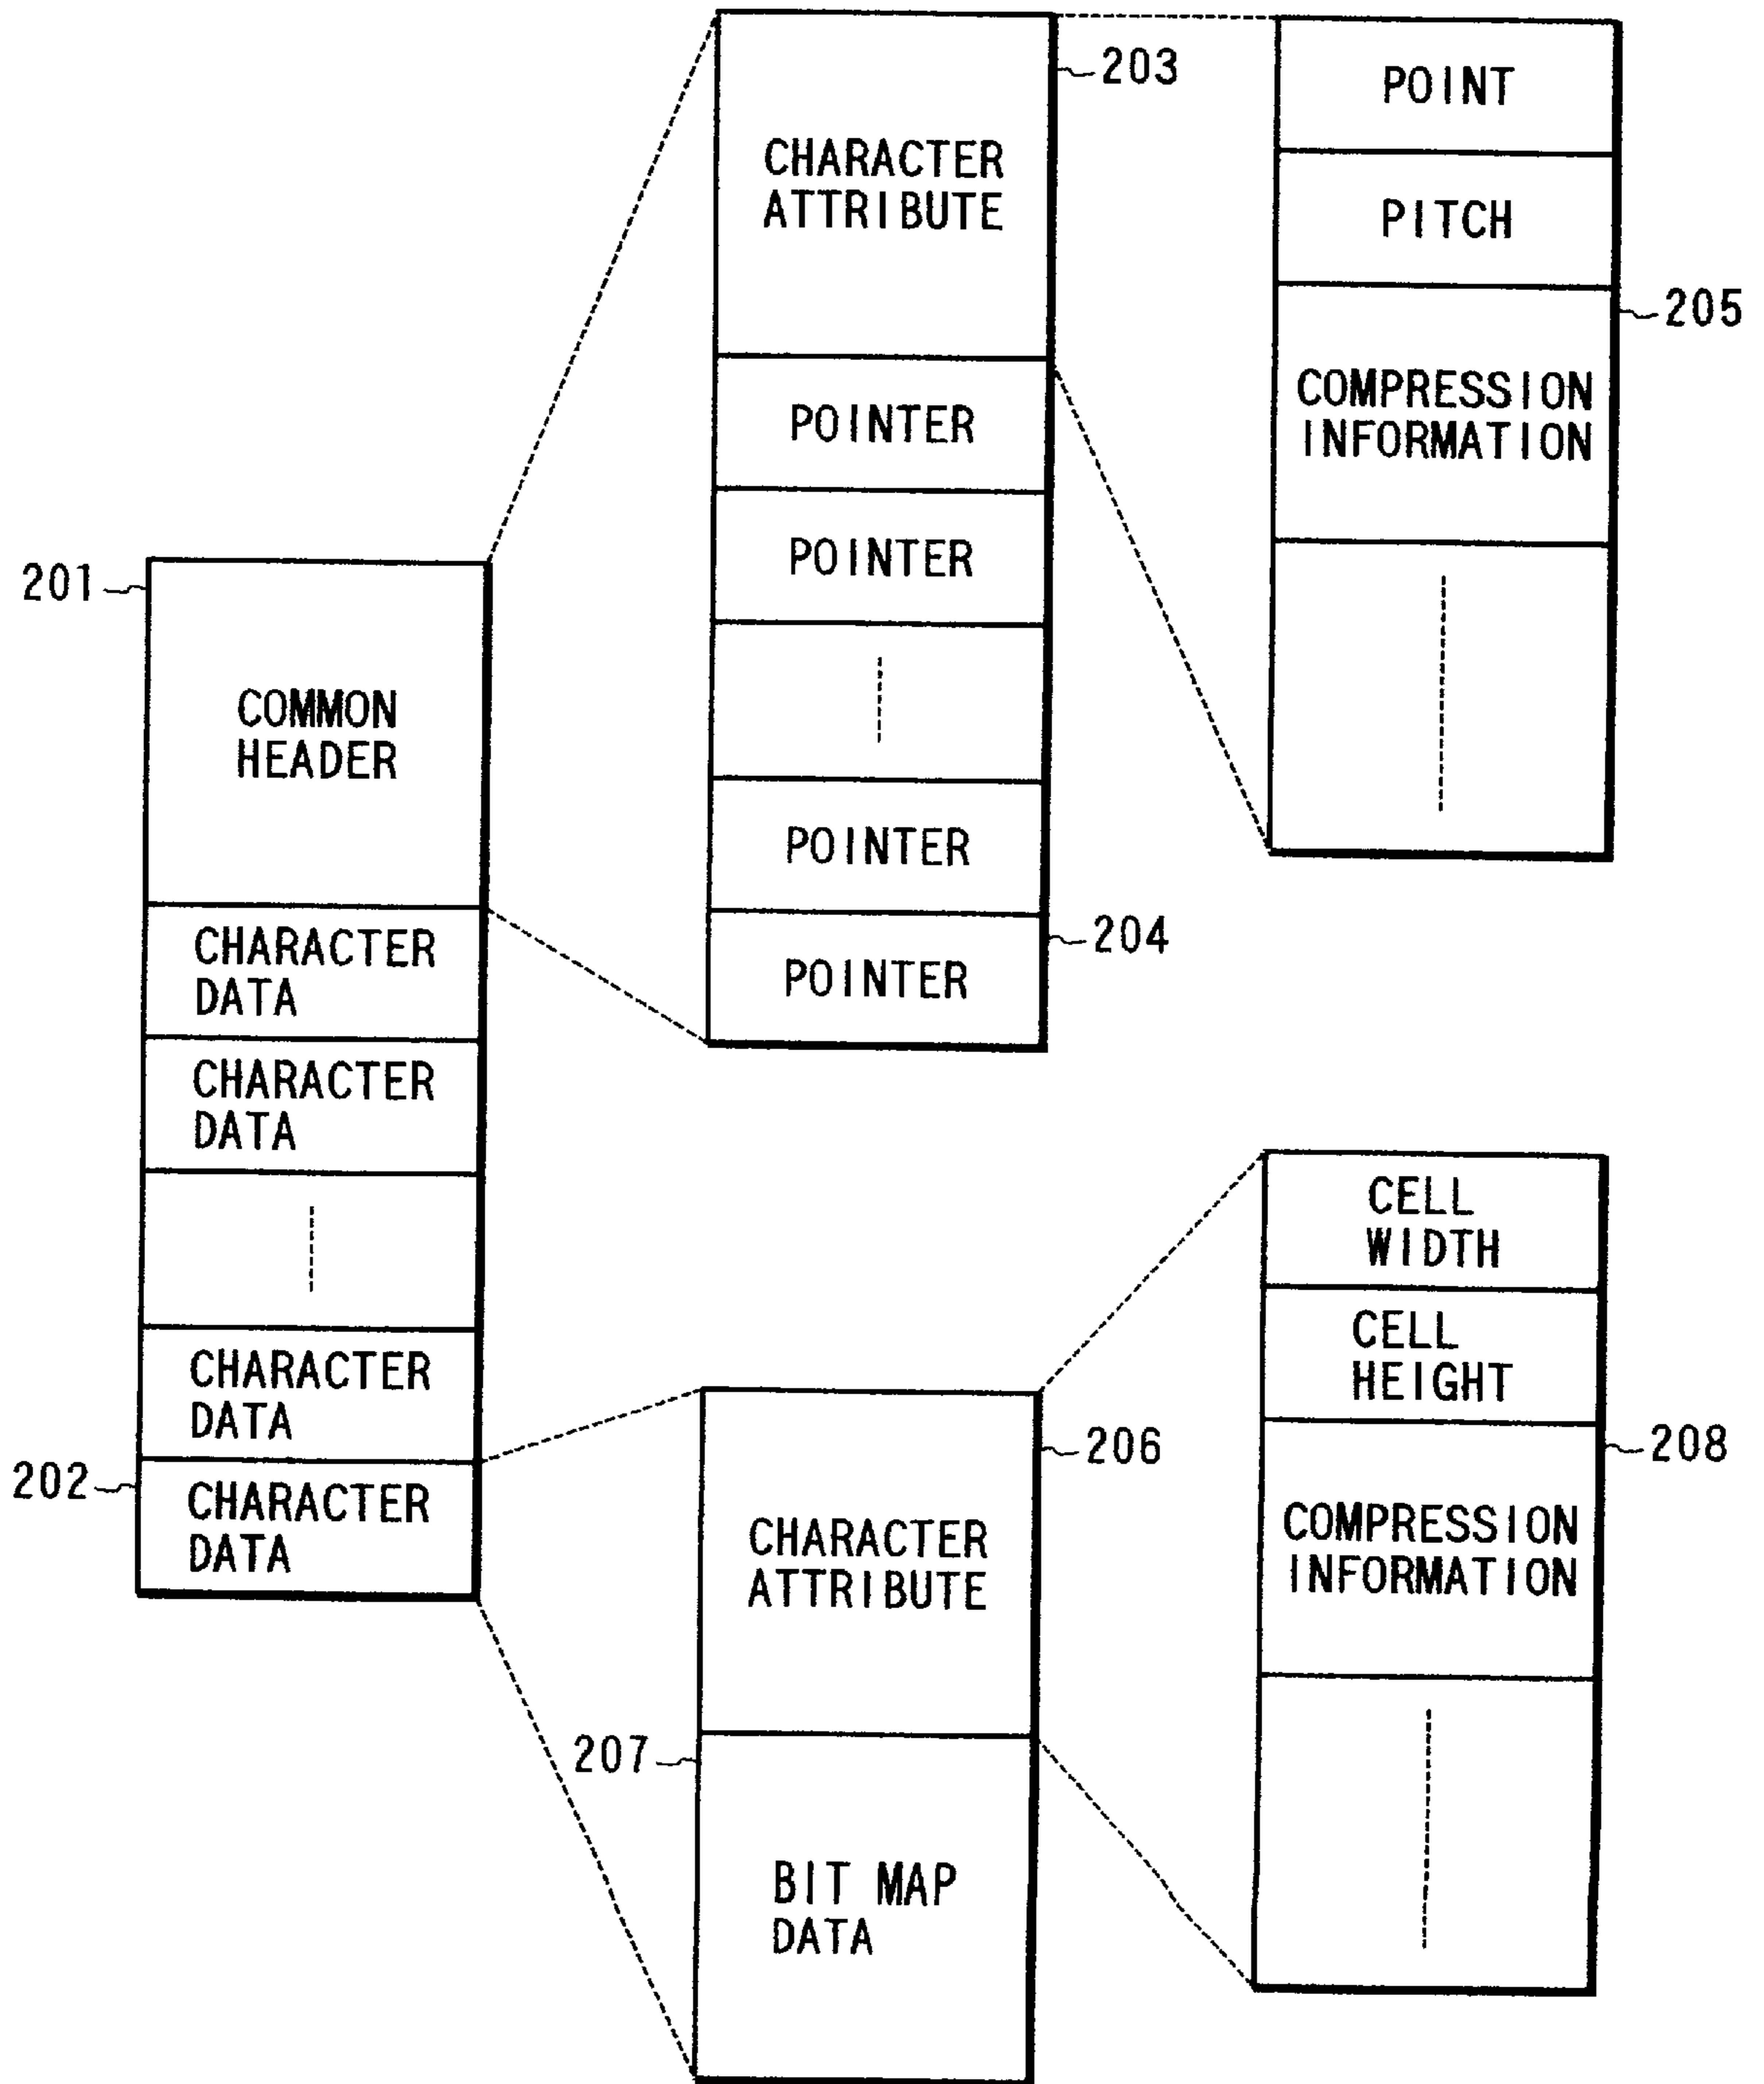 203
CHARACTER
ATTRIBUTE
POINTER
POINTER
POINTER
POINTER
204
POINT
PITCH
205
COMPRESSION
INFORMATION
201
COMMON
HEADER
CHARACTER
DATA
CHARACTER
DATA
CHARACTER
DATA
202
CHARACTER
DATA
206
CHARACTER
ATTRIBUTE
207
BIT MAP
DATA
CELL
WIDTH
CELL
HEIGHT
208
COMPRESSION
INFORMATION